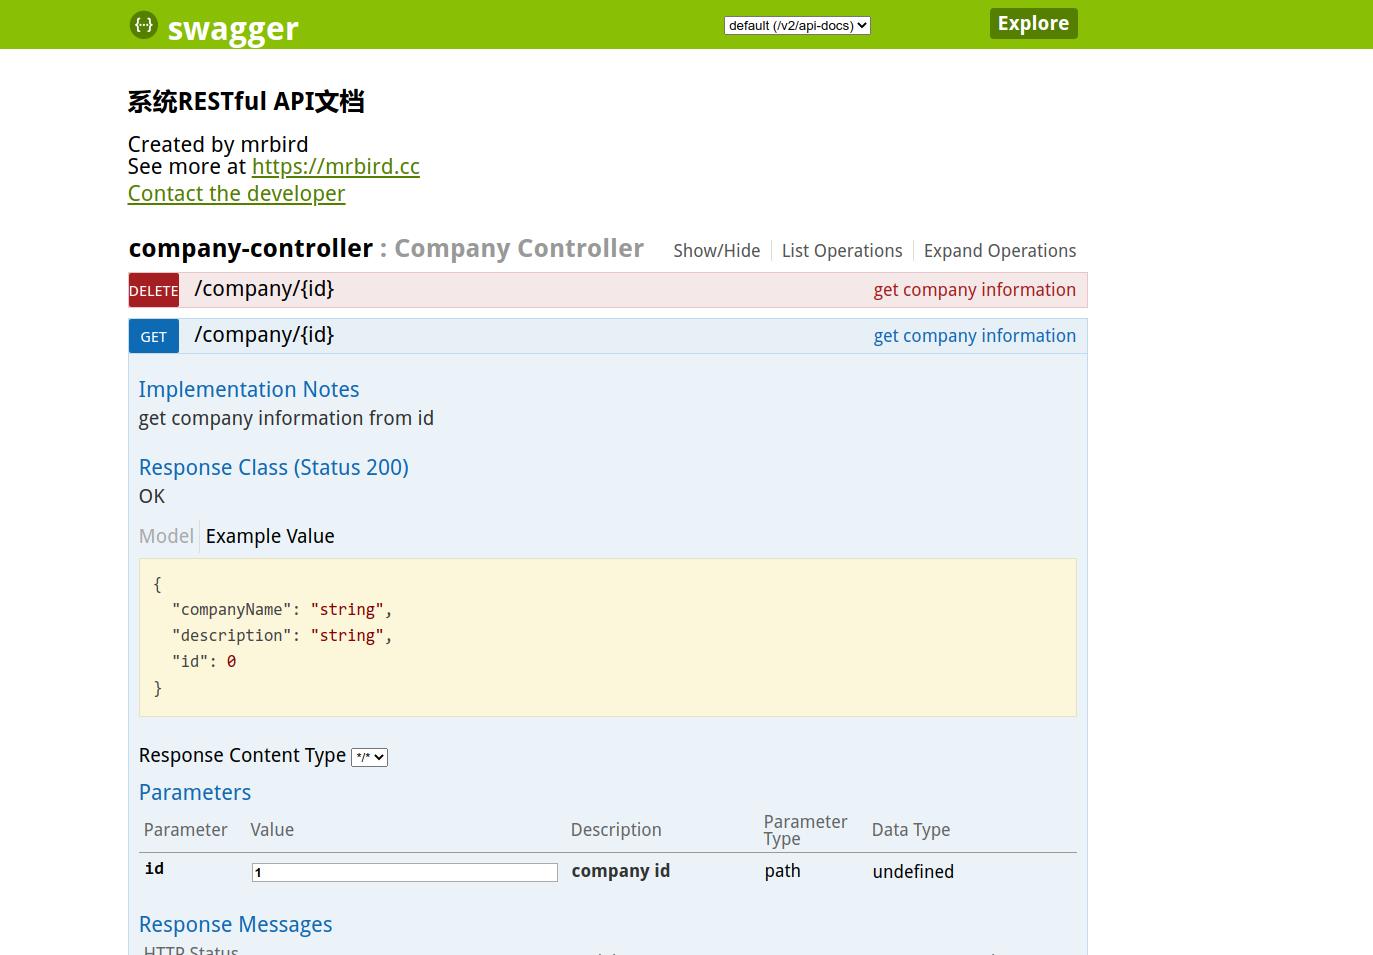 {···} swagger
default (/v2/api-docs)
Explore
系统RESTful API文档
Created by mrbird
See more at https://mrbird.cc
Contact the developer
company-controller : Company Controller
Show/Hide
List Operations
Expand Operations
DELETE /company/{id} get company information
GET /company/{id} get company information
Implementation Notes
get company information from id
Response Class (Status 200)
OK
Model Example Value
{
"companyName": "string",
"description": "string",
"id": 0
}
Response Content Type */*
Parameters
Parameter Value Description Parameter Type Data Type
id 1 company id path undefined
Response Messages
HTTP Status